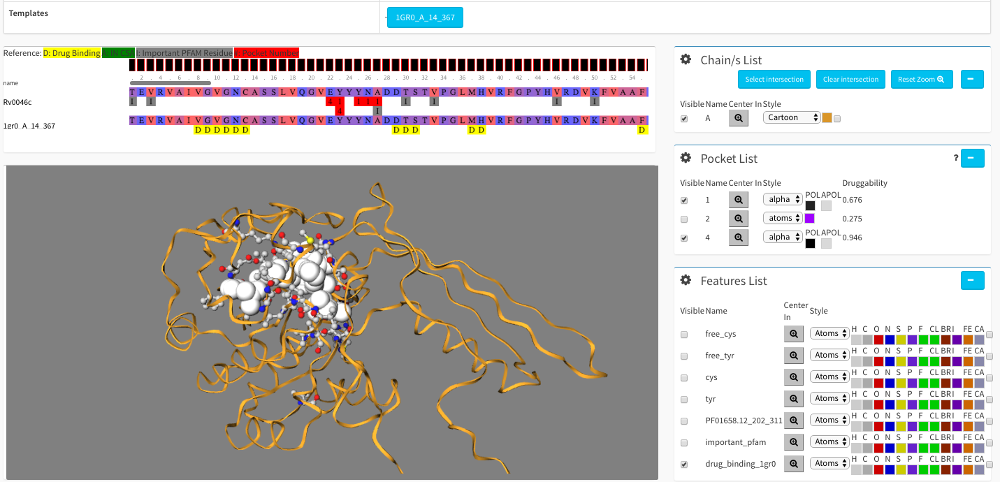 Templates
1GR0_A_14_367
Reference: D: Drug Binding A: IN CSA I: Important PFAM Residue #: Pocket Number
2 . 4 . 6 . 8 . 10 . 12 . 14 . 16 . 18 . 20 . 22 . 24 . 26 . 28 . 30 . 32 . 34 . 36 . 38 . 40 . 42 . 44 . 46 . 48 . 50 . 52 . 54 .
name
T E V R V A I V G V G N C A S S L V Q G V E Y Y N A D D T S T V P G L M H V R F G P Y H V R D V K F V A A F
Rv0046c
I I 4 1 1 1 1 I I I I
4 I
T E V R V A I V G V G N C A S S L V Q G V E Y Y N A D D T S T V P G L M H V R F G P Y H V R D V K F V A A F
1gr0_A_14_367
D D D D D D D D D D D D
Chain/s List
Select intersection Clear intersection Reset Zoom
Visible Name Center In Style
A Cartoon
Pocket List
?
Visible Name Center In Style Druggability
1 alpha POL APOL 0.676
2 atoms 0.275
4 alpha POL APOL 0.946
Features List
Visible Name Center In Style
free_cys Atoms H C O N S P F CL BR I FE CA
free_tyr Atoms H C O N S P F CL BR I FE CA
cys Atoms H C O N S P F CL BR I FE CA
tyr Atoms H C O N S P F CL BR I FE CA
PF01658.12_202_311 Atoms H C O N S P F CL BR I FE CA
important_pfam Atoms H C O N S P F CL BR I FE CA
drug_binding_1gr0 Atoms H C O N S P F CL BR I FE CA